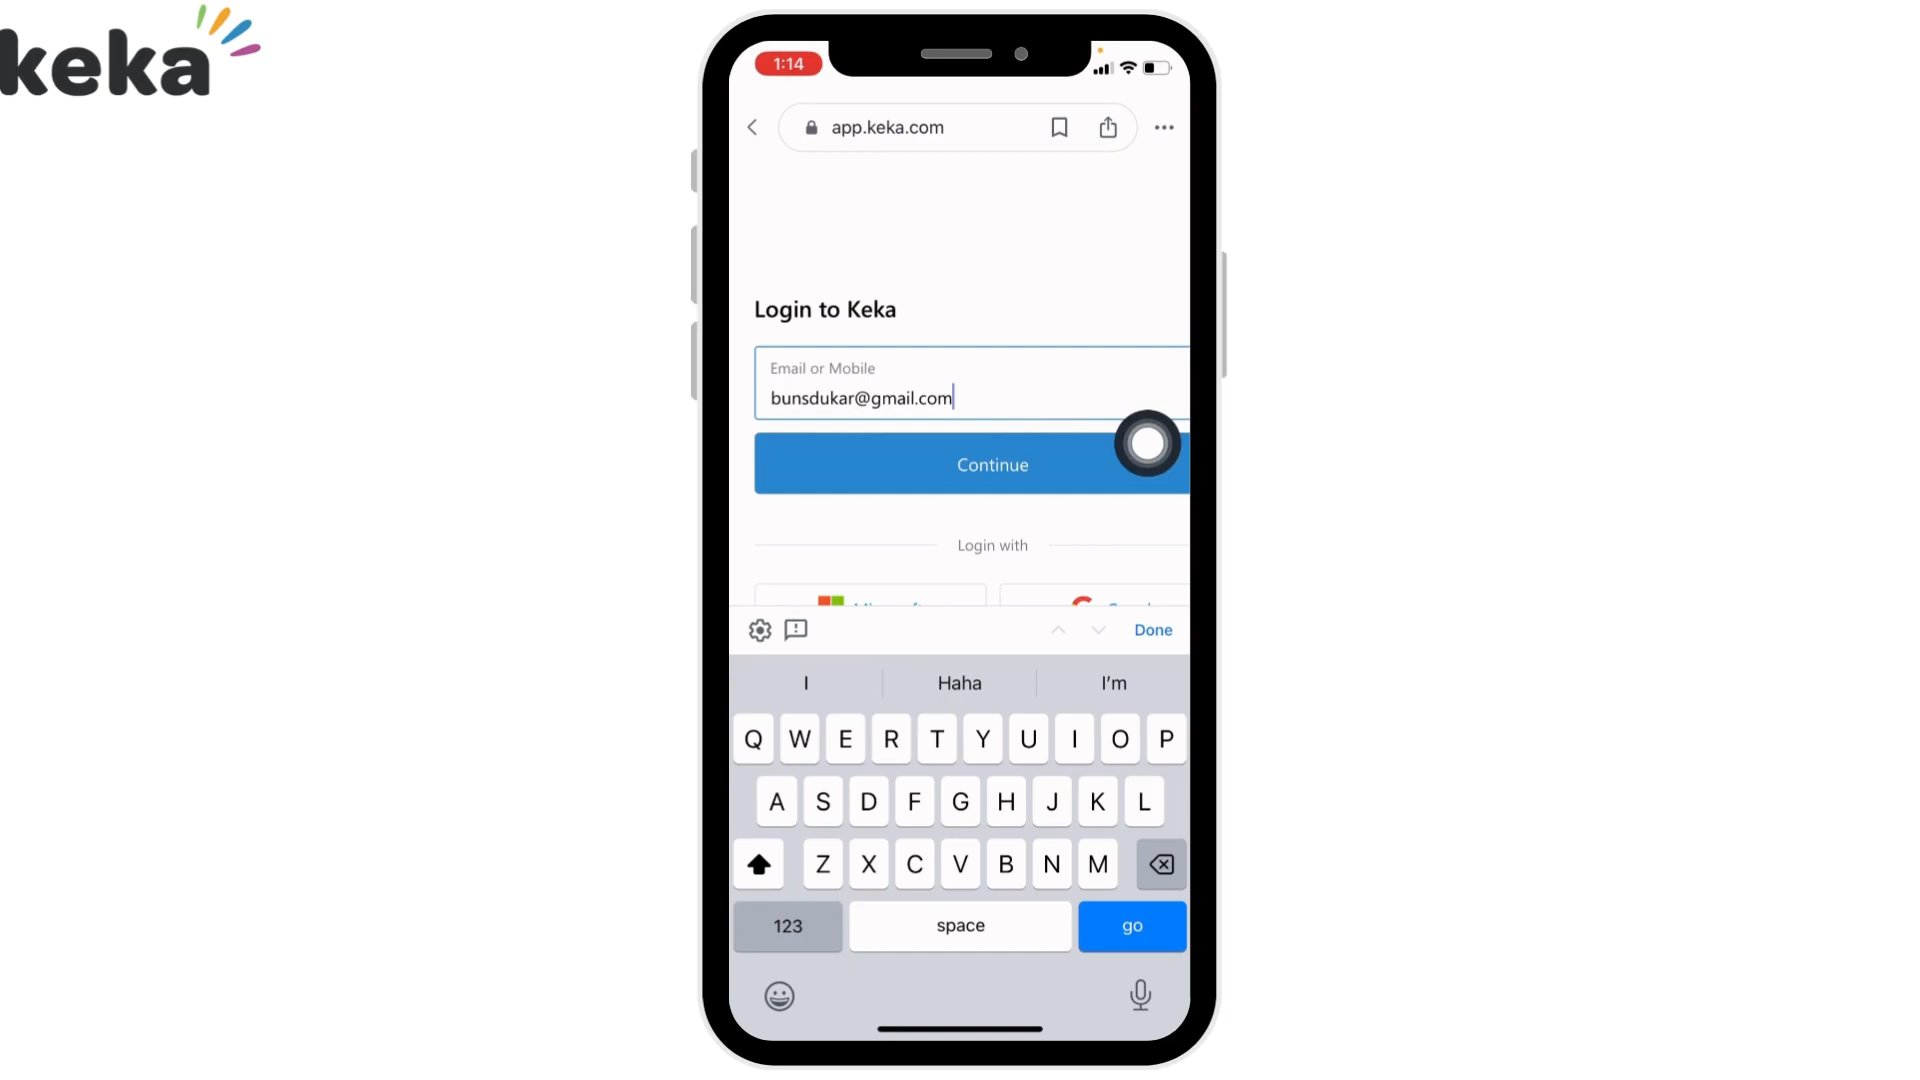 keka
1:14
app.keka.com
Login to Keka
Email or Mobile
bunsdukar@gmail.com
Continue
Login with
Done
I Haha I'm
Q W E R T Y U I O P
A S D F G H J K L
Z X C V B N M
123 space go